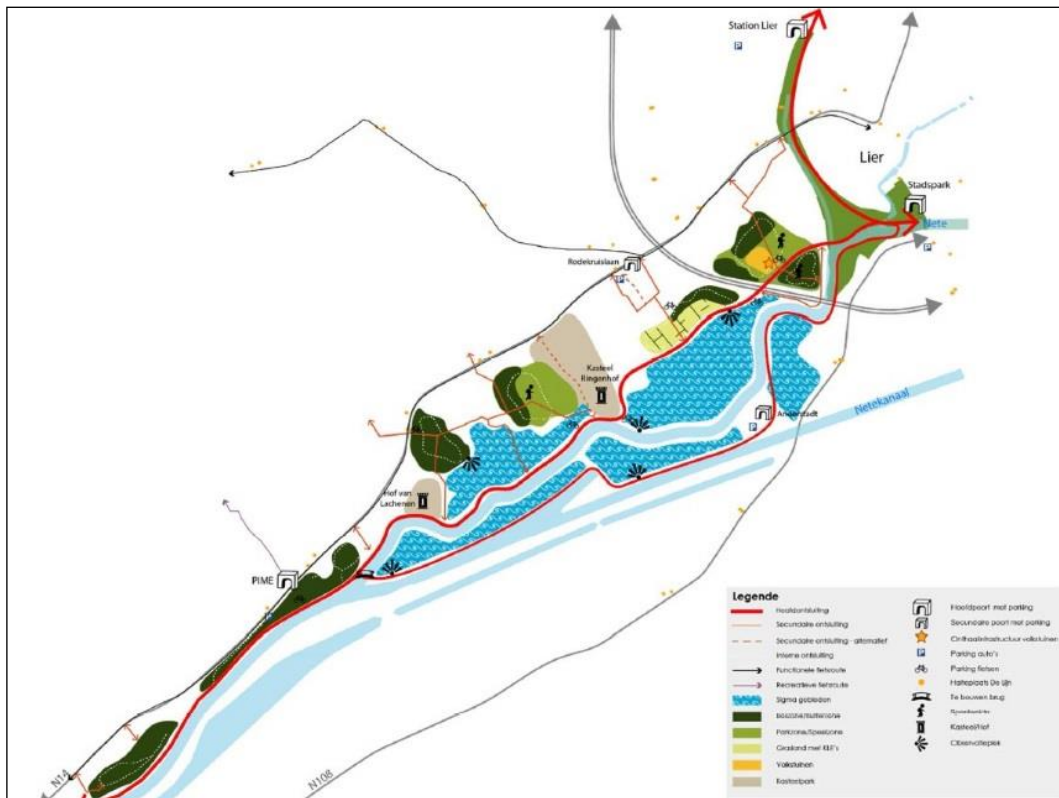 Station Lier
Lier
Stadspark
Nete
Rodekruislaan
Kasteel
Ringenhof
Anderstadt
Netekanaal
Hof van
Lachenen
PIME
N14
N108
Legende
Hoofdontsluiting
Secundaire ontsluiting
Secundaire ontsluiting - alternatief
Interne ontsluiting
Functionele fietsroute
Recreatieve fietsroute
Sigma gebieden
Parkzone/Speelzone
Grasland met KLE's
Volkstuinen
Kasteelpark
Hoofdpoort met parking
Secundaire poort met parking
Onthaalinfrastructuur volkstuinen
Parking auto's
Parking fietsen
Halteplaats De Lijn
Te bouwen brug
Kasteel/Hof
Observatieplek